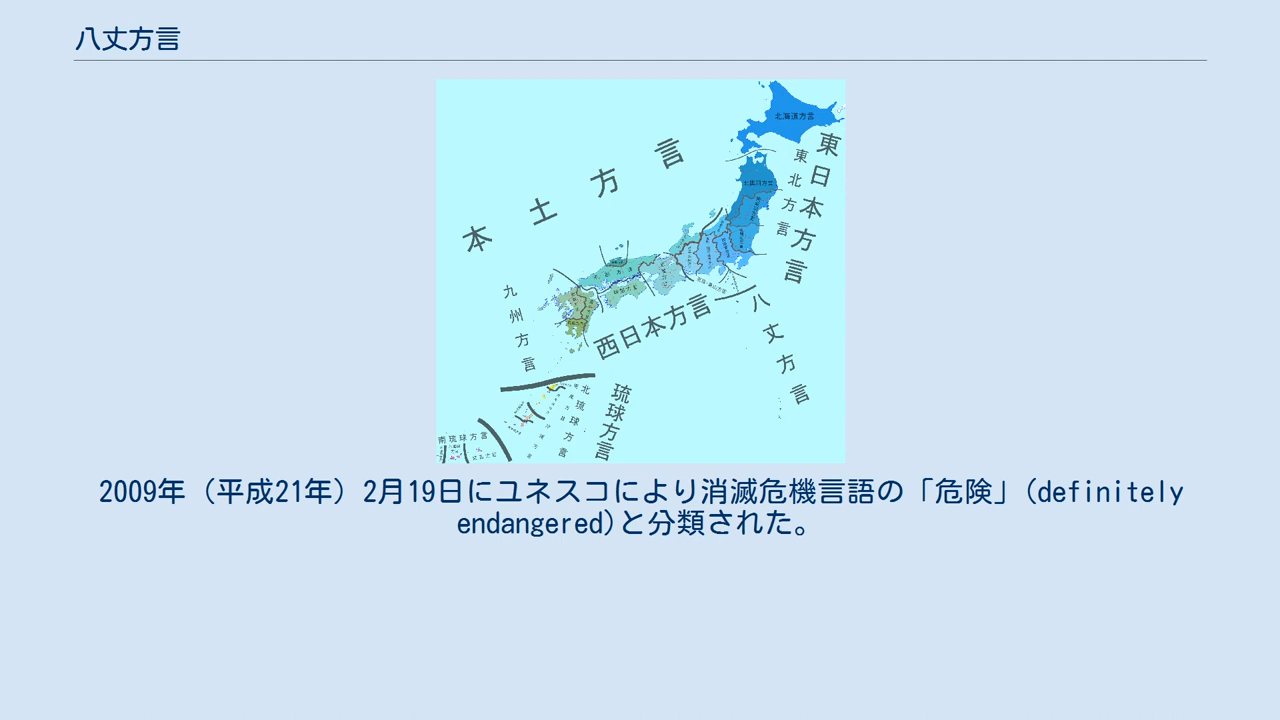 八丈方言
本土方言
北海道方言
東日本方言
東北方言
八丈方言
西日本方言
九州方言
琉球方言
北琉球方言
南琉球方言
2009年（平成21年）2月19日にユネスコにより消滅危機言語の「危険」(definitely
endangered)と分類された。